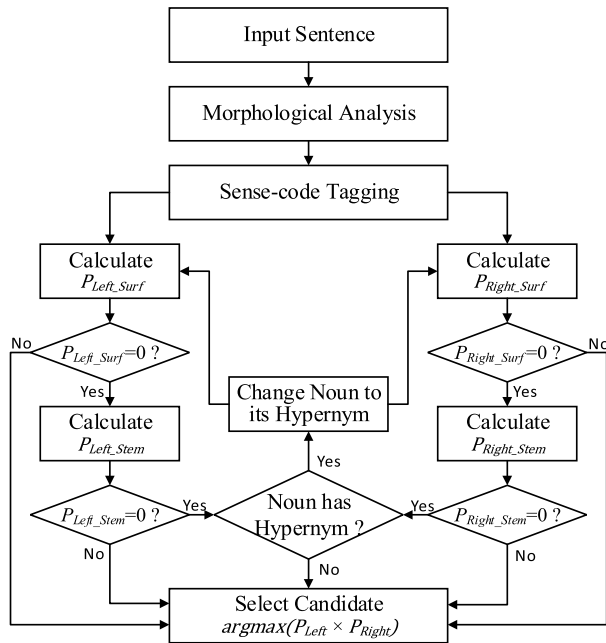 Input Sentence
Morphological Analysis
Sense-code Tagging
Calculate
P_Left_Surf
Calculate
P_Right_Surf
No
P_Left_Surf=0 ?
P_Right_Surf=0 ?
No
Yes
Yes
Change Noun to
its Hypernym
Calculate
P_Left_Stem
Calculate
P_Right_Stem
Yes
P_Left_Stem=0 ?
Yes
Noun has
Hypernym ?
Yes
P_Right_Stem=0 ?
No
No
No
Select Candidate
argmax(P_Left × P_Right)